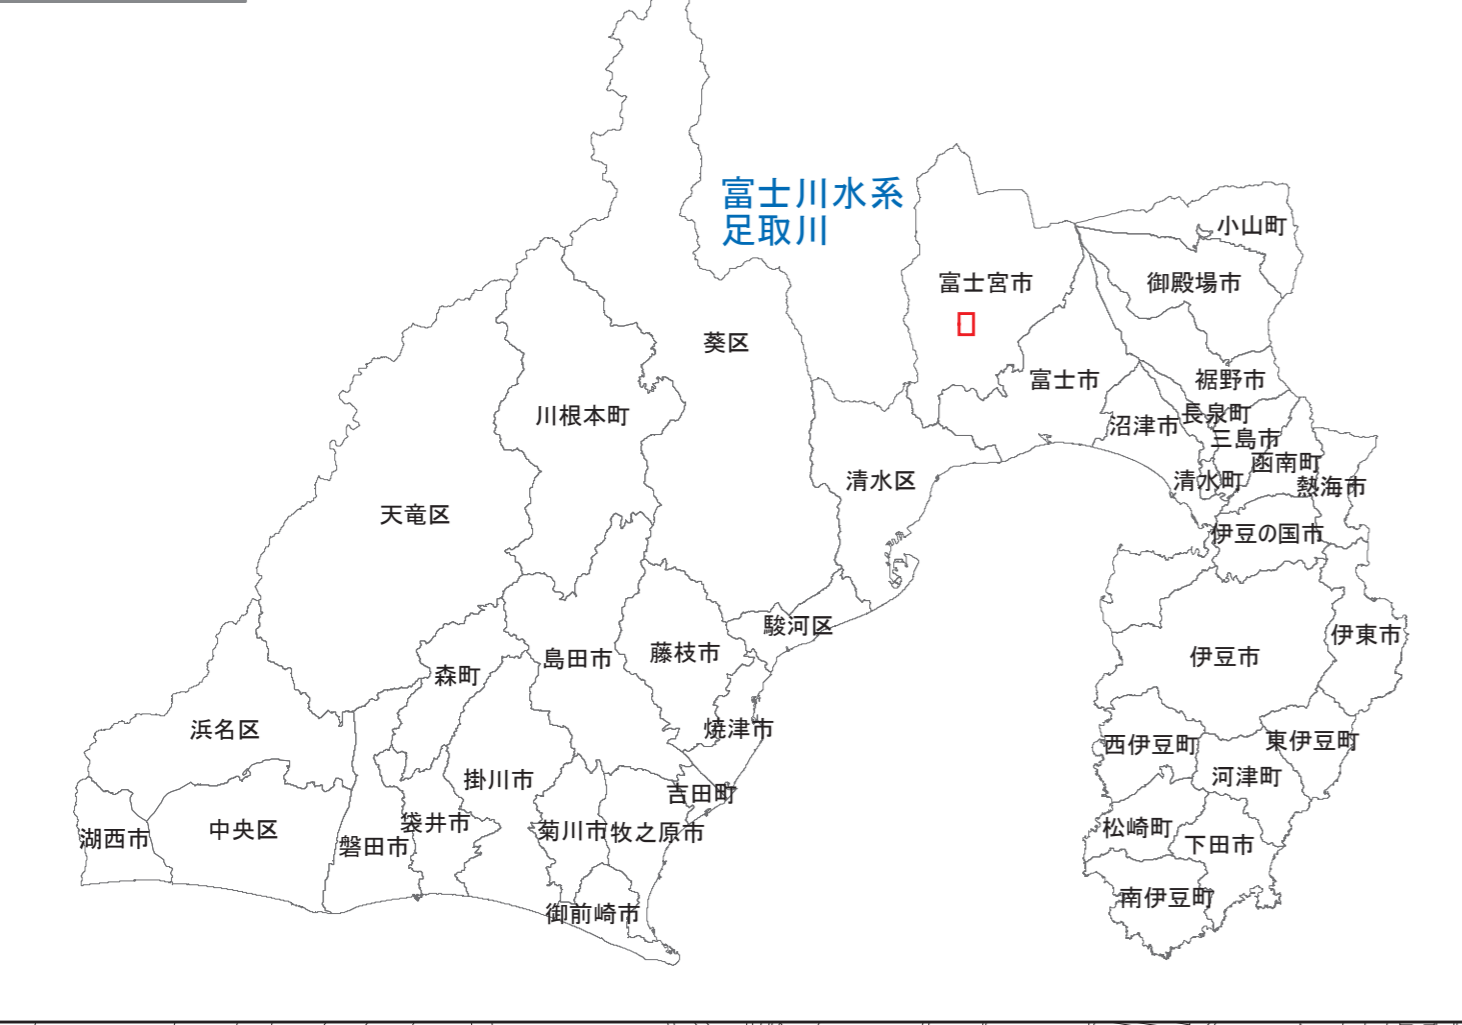 富士川水系
足取川
小山町
富士宮市
御殿場市
葵区
富士市
裾野市
川根本町
沼津市
長泉町
三島市
函南町
清水区
清水町
熱海市
天竜区
伊豆の国市
駿河区
伊東市
藤枝市
島田市
伊豆市
森町
浜名区
焼津市
西伊豆町
東伊豆町
掛川市
河津町
吉田町
湖西市
中央区
磐田市
袋井市
菊川市
牧之原市
松崎町
下田市
南伊豆町
御前崎市